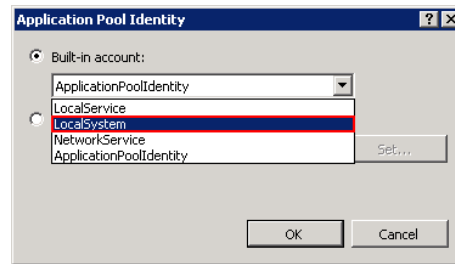 Application Pool Identity
Built-in account:
ApplicationPoolIdentity
LocalService
LocalSystem
NetworkService
ApplicationPoolIdentity
Set...
OK Cancel